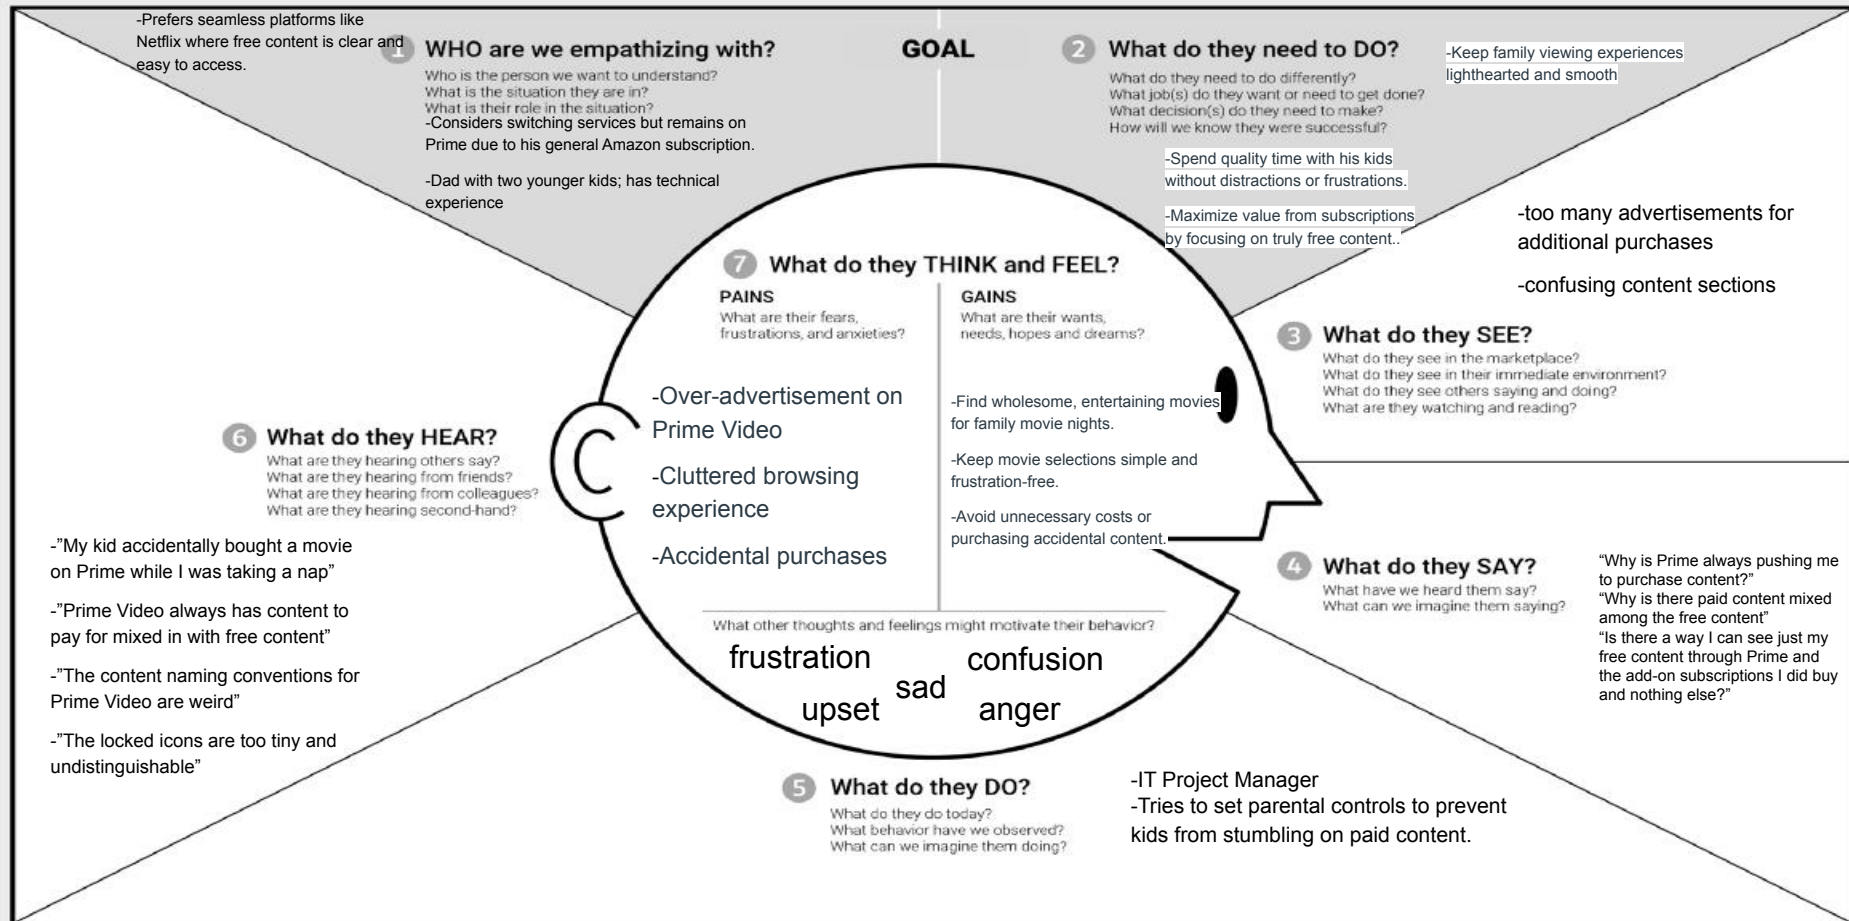 -Prefers seamless platforms like
Netflix where free content is clear and
easy to access.
1 WHO are we empathizing with?
Who is the person we want to understand?
What is the situation they are in?
What is their role in the situation?
-Considers switching services but remains on
Prime due to his general Amazon subscription.
-Dad with two younger kids; has technical
experience
GOAL
2 What do they need to DO?
What do they need to do differently?
What job(s) do they want or need to get done?
What decision(s) do they need to make?
How will we know they were successful?
-Keep family viewing experiences
lighthearted and smooth
-Spend quality time with his kids
without distractions or frustrations.
-Maximize value from subscriptions
by focusing on truly free content..
-too many advertisements for
additional purchases
-confusing content sections
3 What do they SEE?
What do they see in the marketplace?
What do they see in their immediate environment?
What do they see others saying and doing?
What are they watching and reading?
4 What do they SAY?
What have we heard them say?
What can we imagine them saying?
“Why is Prime always pushing me
to purchase content?”
“Why is there paid content mixed
among the free content”
“Is there a way I can see just my
free content through Prime and
the add-on subscriptions I did buy
and nothing else?”
5 What do they DO?
What do they do today?
What behavior have we observed?
What can we imagine them doing?
-IT Project Manager
-Tries to set parental controls to prevent
kids from stumbling on paid content.
6 What do they HEAR?
What are they hearing others say?
What are they hearing from friends?
What are they hearing from colleagues?
What are they hearing second-hand?
-”My kid accidentally bought a movie
on Prime while I was taking a nap”
-”Prime Video always has content to
pay for mixed in with free content”
-”The content naming conventions for
Prime Video are weird”
-”The locked icons are too tiny and
undistinguishable”
7 What do they THINK and FEEL?
PAINS
What are their fears,
frustrations, and anxieties?
-Over-advertisement on
Prime Video
-Cluttered browsing
experience
-Accidental purchases
GAINS
What are their wants,
needs, hopes and dreams?
-Find wholesome, entertaining movies
for family movie nights.
-Keep movie selections simple and
frustration-free.
-Avoid unnecessary costs or
purchasing accidental content.
What other thoughts and feelings might motivate their behavior?
frustration
confusion
sad
upset
anger